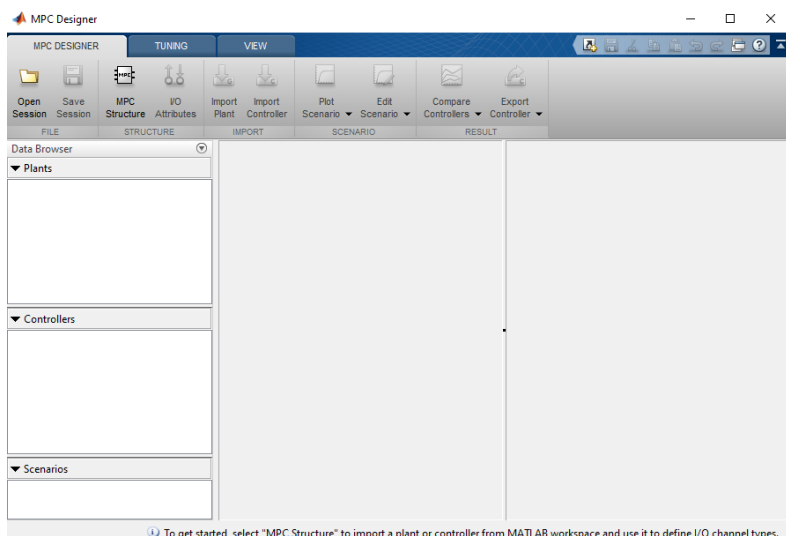 MPC Designer
MPC DESIGNER TUNING VIEW
MPC
Open Session
Save Session
MPC Structure
I/O Attributes
Import Plant
Import Controller
Plot Scenario
Edit Scenario
Compare Controllers
Export Controller
FILE STRUCTURE IMPORT SCENARIO RESULT
Data Browser
Plants
Controllers
Scenarios
To get started, select "MPC Structure" to import a plant or controller from MATLAB workspace and use it to define I/O channel types.